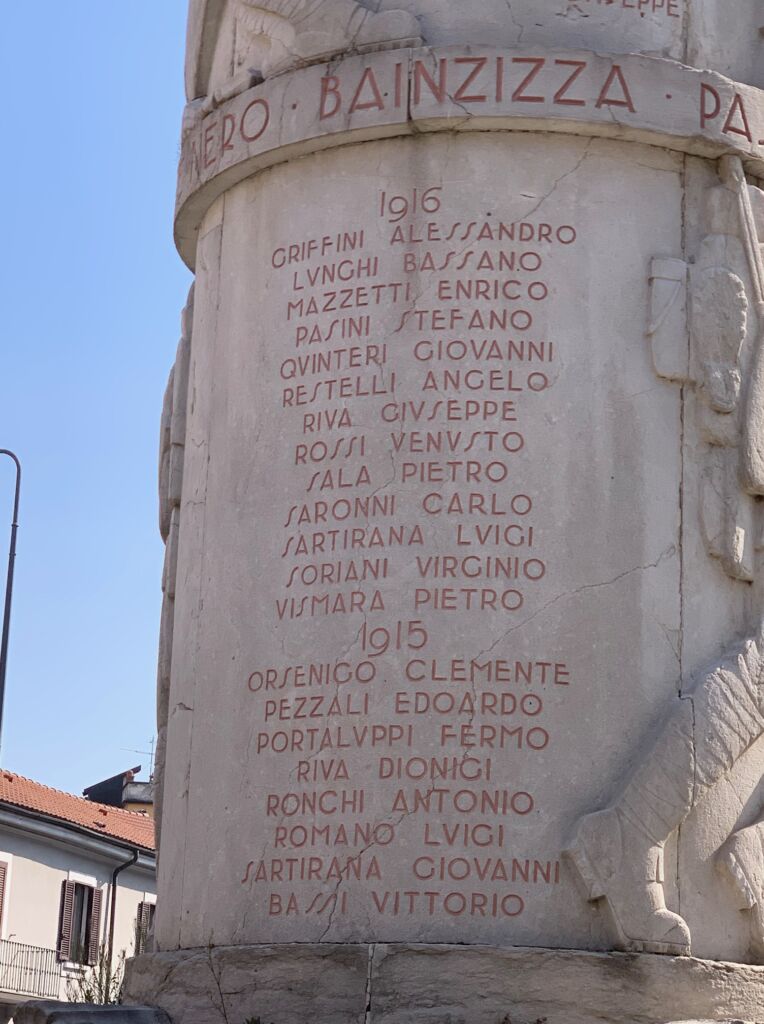 NERO · BAINZIZZA ·
1916
GRIFFINI ALESSANDRO
LVNGHI BASSANO
MAZZETTI ENRICO
PASINI STEFANO
QVINTERI GIOVANNI
RESTELLI ANGELO
RIVA GIVSEPPE
ROSSI VENVSTO
SALA PIETRO
SARONNI CARLO
SARTIRANA LVIGI
SORIANI VIRGINIO
VISMARA PIETRO
1915
ORSENIGO CLEMENTE
PEZZALI EDOARDO
PORTALVPPI FERMO
RIVA DIONIGI
RONCHI ANTONIO
ROMANO LVIGI
SARTIRANA GIOVANNI
BASSI VITTORIO